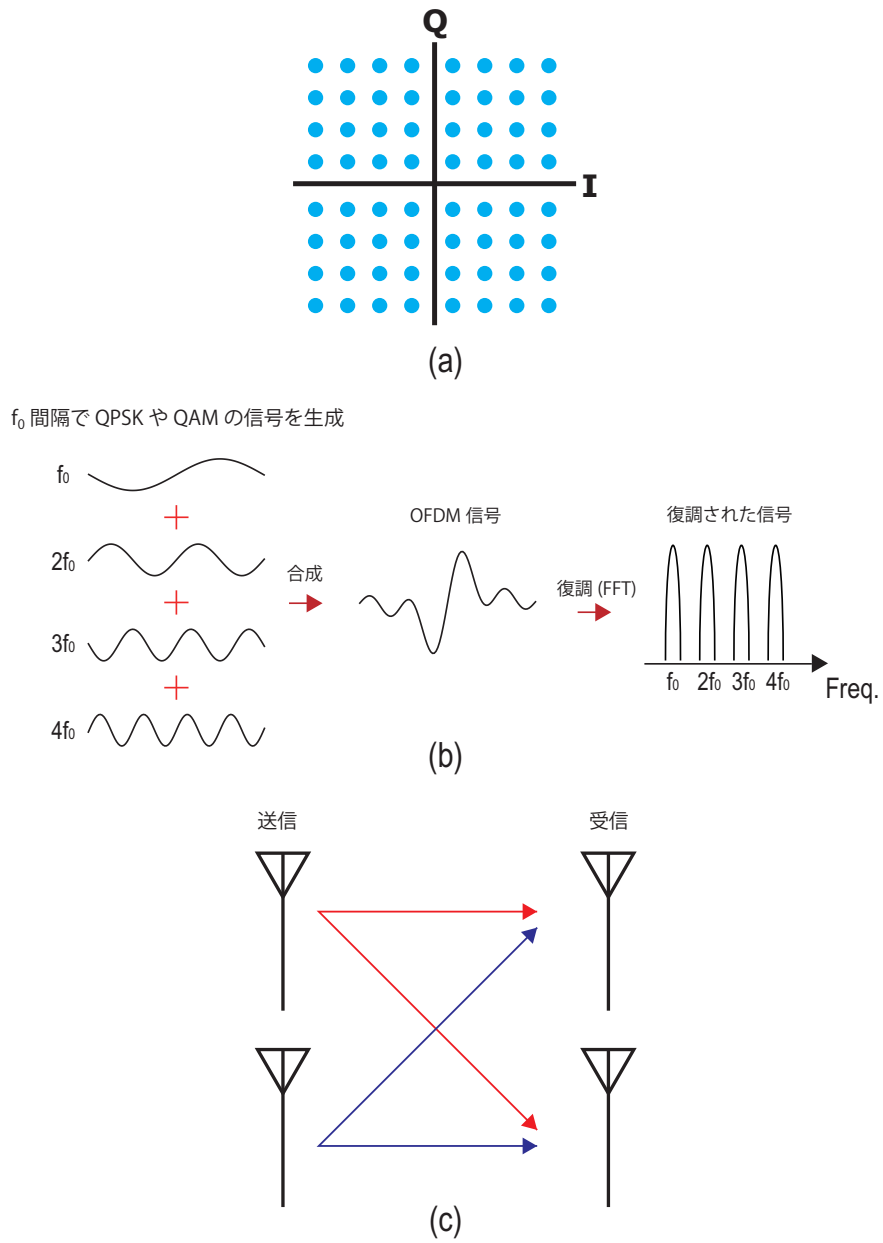 Q
I
(a)
f₀ 間隔で QPSK や QAM の信号を生成
f₀
+
2f₀
+
3f₀
+
4f₀
合成
OFDM 信号
復調 (FFT)
復調された信号
f₀ 2f₀ 3f₀ 4f₀
Freq.
(b)
送信
受信
(c)